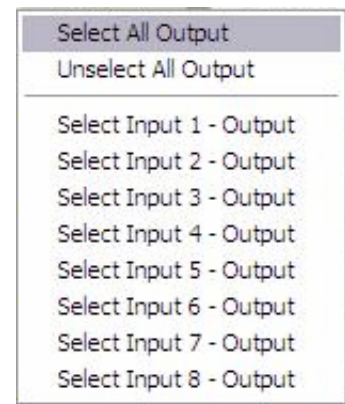 Select All Output
Unselect All Output
Select Input 1 - Output
Select Input 2 - Output
Select Input 3 - Output
Select Input 4 - Output
Select Input 5 - Output
Select Input 6 - Output
Select Input 7 - Output
Select Input 8 - Output